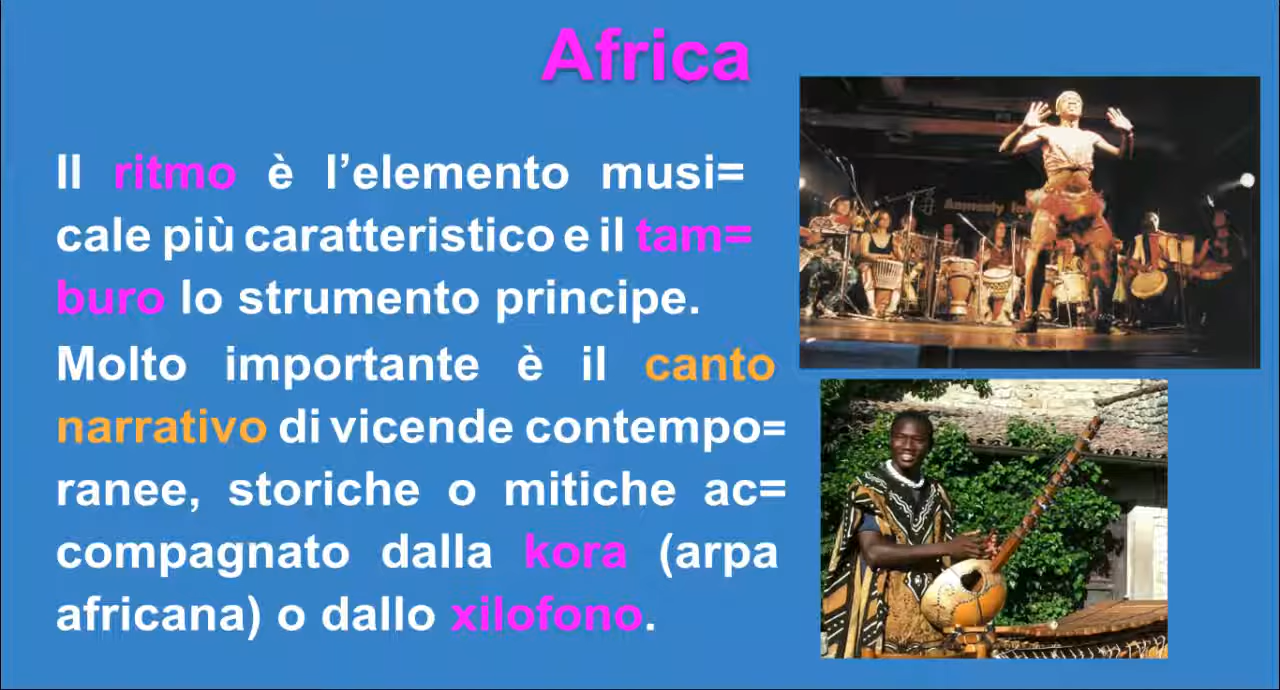 Africa
Il ritmo è l’elemento musi=
cale più caratteristico e il tam=
buro lo strumento principe.
Molto importante è il canto
narrativo di vicende contempo=
ranee, storiche o mitiche ac=
compagnato dalla kora (arpa
africana) o dallo xilofono.